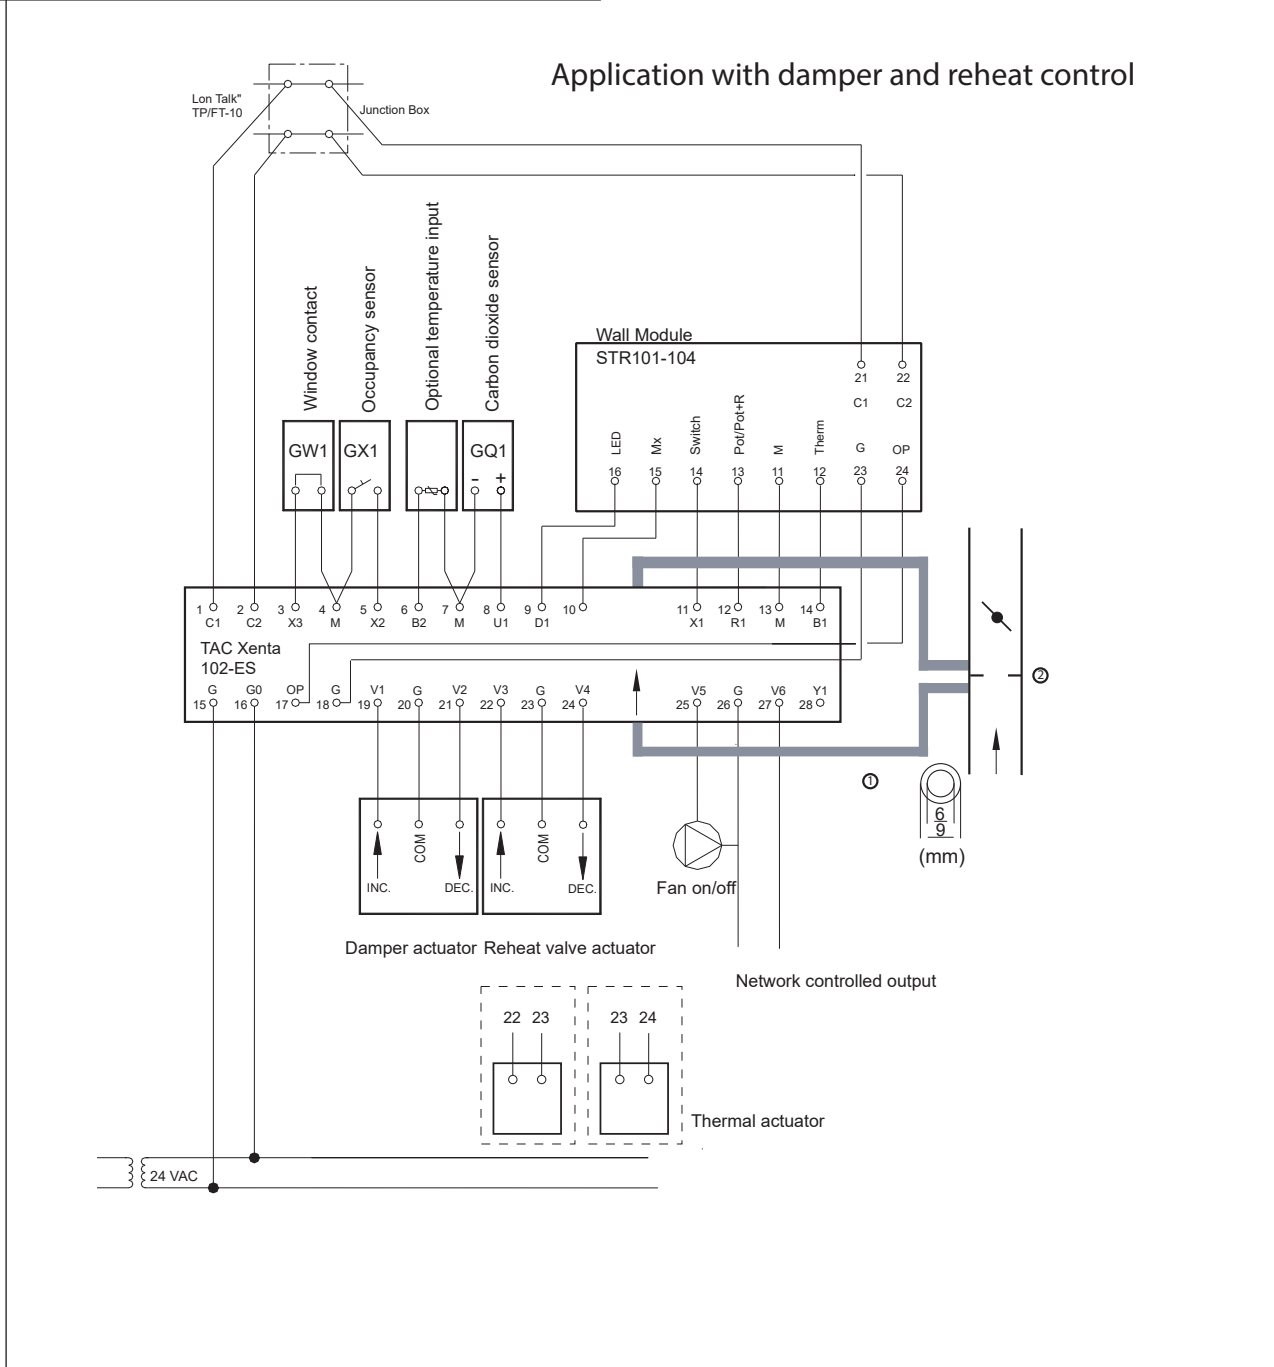 Application with damper and reheat control
Lon Talk"
TP/FT-10
Junction Box
Window contact
Occupancy sensor
Optional temperature input
Carbon dioxide sensor
Wall Module
STR101-104
21 22
C1 C2
LED Mx Switch Pot/Pot+R M Therm G OP
16 15 14 13 11 12 23 24
GW1 GX1 GQ1
- +
1 2 3 4 5 6 7 8 9 10 11 12 13 14
C1 C2 X3 M X2 B2 M U1 D1 X1 R1 M B1
TAC Xenta
102-ES
G G0 OP G V1 G V2 V3 G V4 V5 G V6 Y1
15 16 17 18 19 20 21 22 23 24 25 26 27 28
2
1
6
9
(mm)
COM COM
INC. DEC. INC. DEC.
Fan on/off
Damper actuator Reheat valve actuator
Network controlled output
22 23 23 24
Thermal actuator
24 VAC